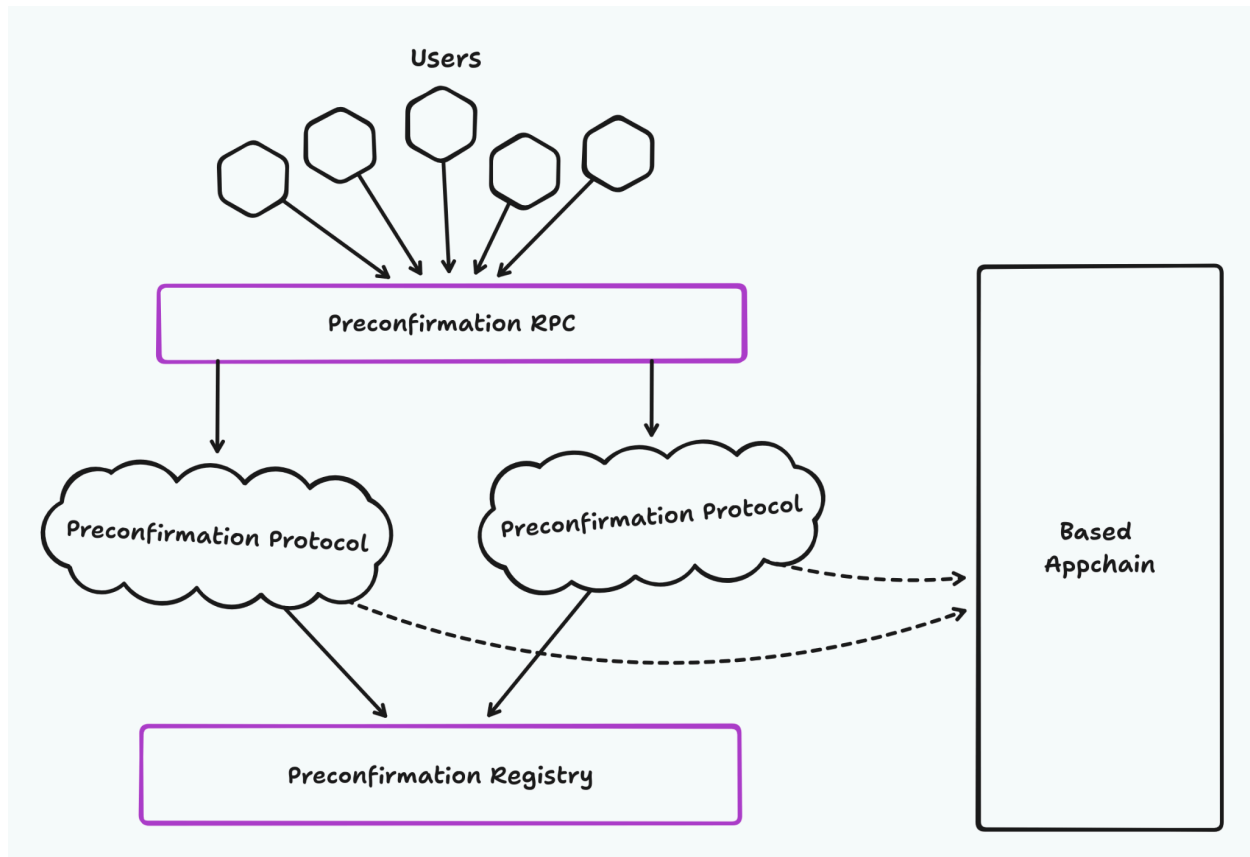 Users
Preconfirmation RPC
Preconfirmation Protocol
Preconfirmation Protocol
Based
Appchain
Preconfirmation Registry